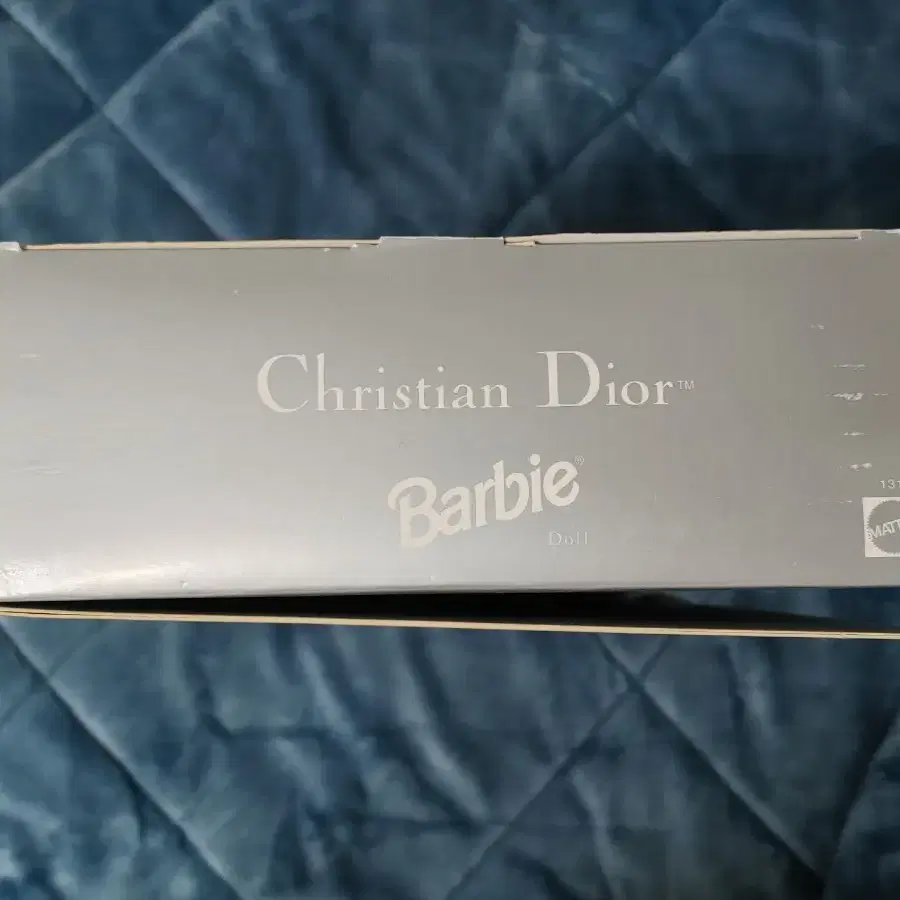 Christian Dior™
Barbie®
Doll